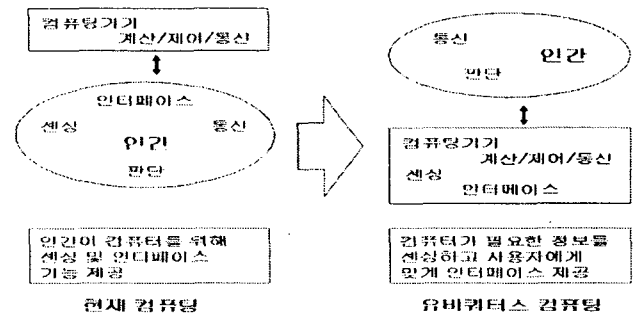 컴퓨팅기기
계산/제어/통신
인터페이스
센싱
통신
인간
판단
인간이 컴퓨터를 위해
센싱 및 인터페이스
기능 제공
현재 컴퓨팅
통신
인간
판단
컴퓨팅기기
계산/제어/통신
센싱
인터페이스
컴퓨터가 필요한 정보를
센싱하고 사용자에게
맞게 인터페이스 제공
유비쿼터스 컴퓨팅